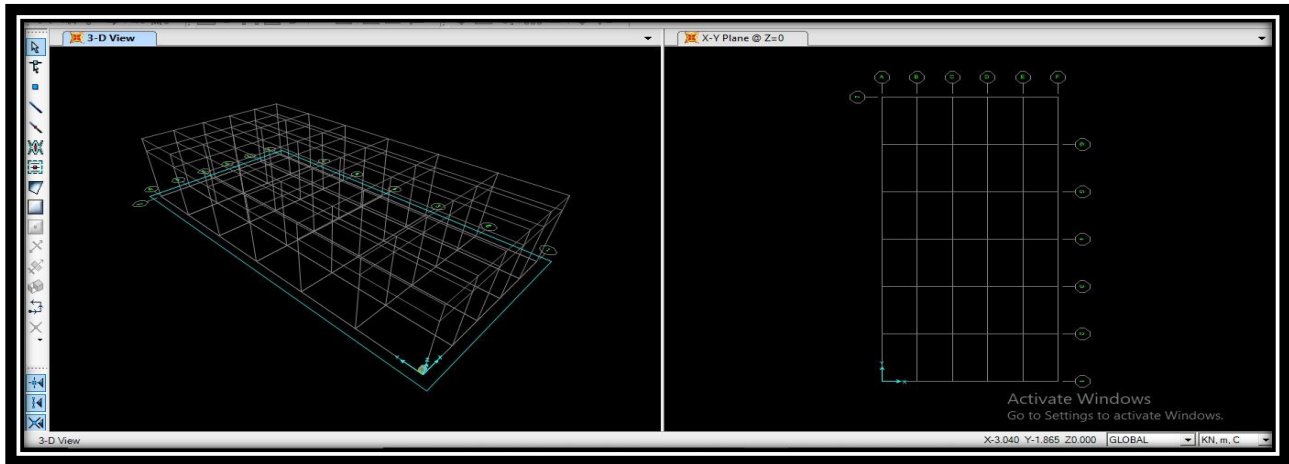 3-D View
X-Y Plane @ Z=0
A B C D E F
Activate Windows
Go to Settings to activate Windows.
3-D View
X-3.040 Y-1.865 Z0.000
GLOBAL
KN, m, C